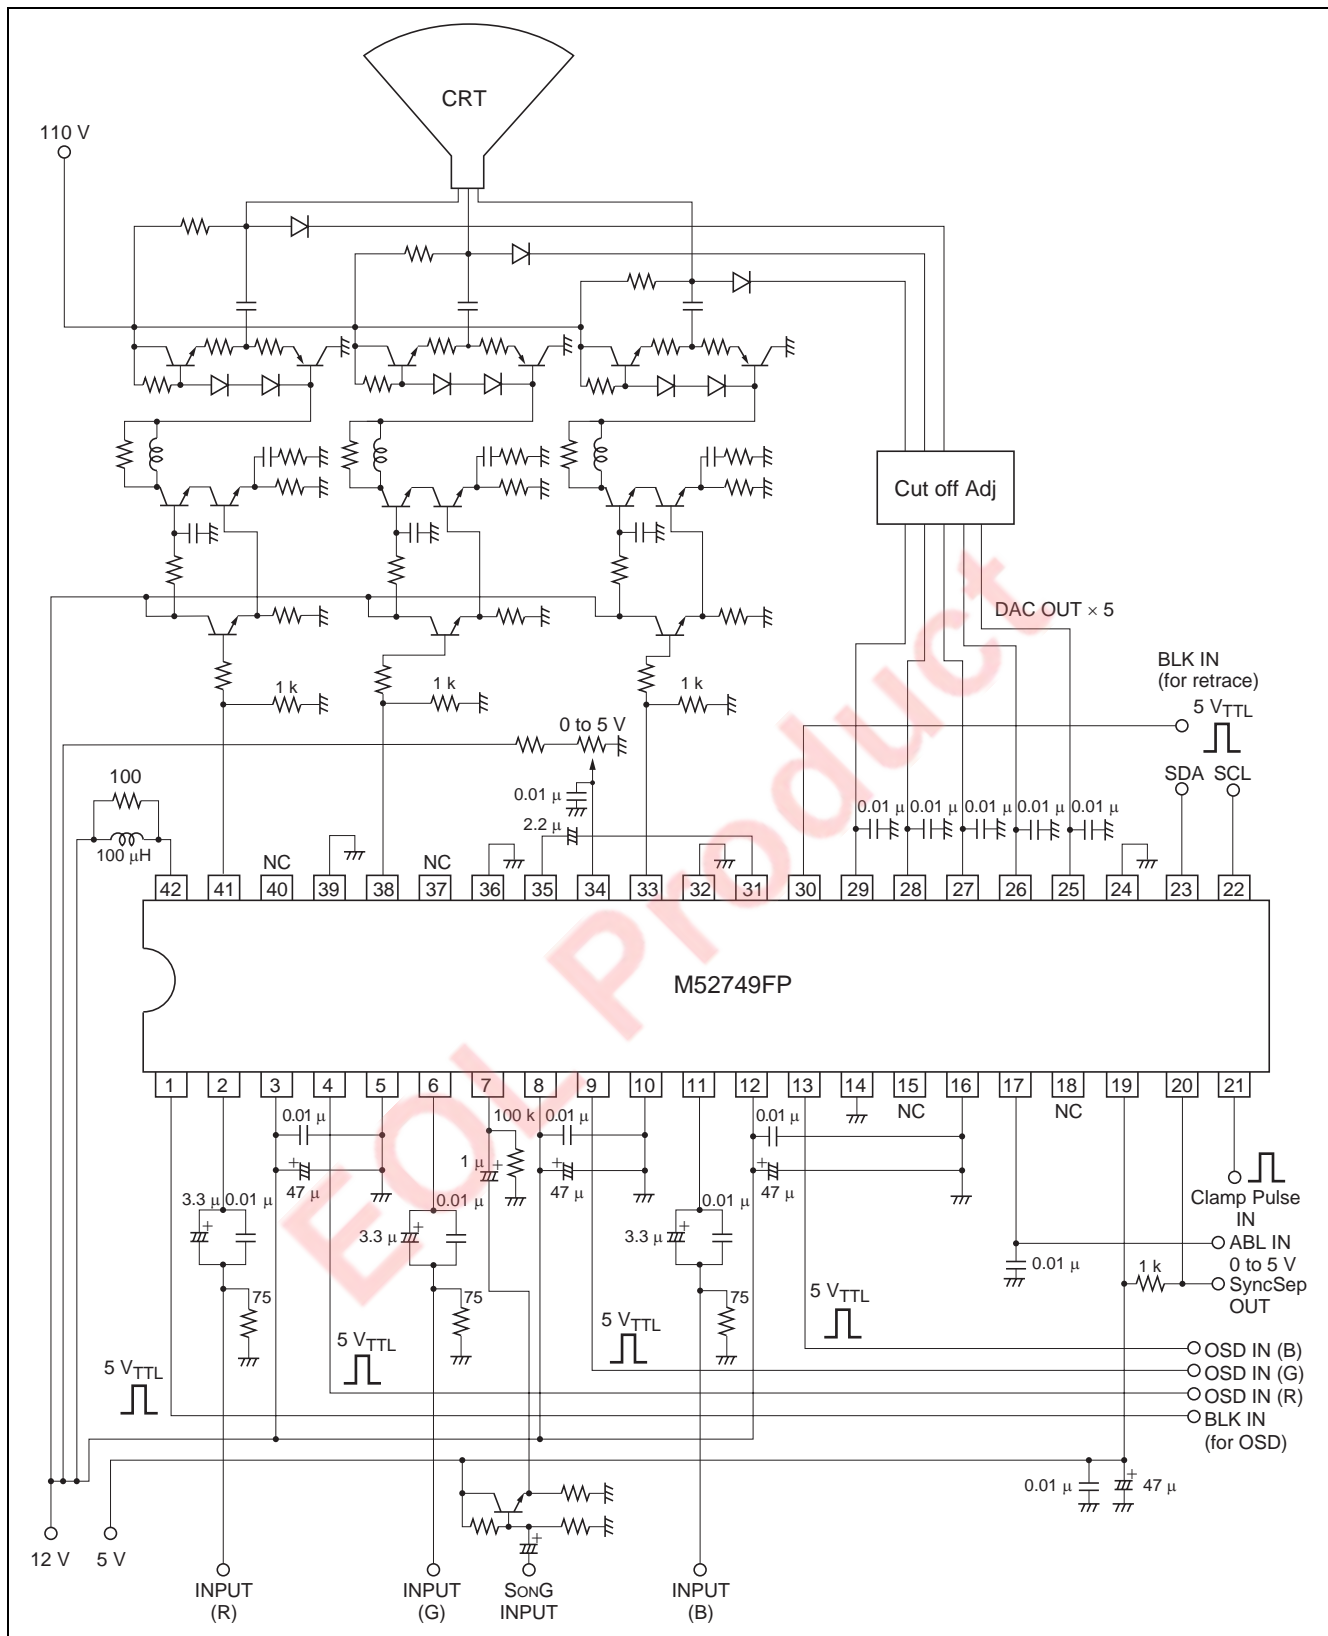 CRT
110 V
Cut off Adj
DAC OUT × 5
BLK IN
(for retrace)
5 VTTL
1 k
1 k
1 k
0 to 5 V
SDA SCL
100
100 μH
0.01 μ
2.2 μ
0.01 μ
0.01 μ
0.01 μ
0.01 μ
0.01 μ
NC
NC
42 41 40 39 38 37 36 35 34 33 32 31 30 29 28 27 26 25 24 23 22
M52749FP
EOL Product
1 2 3 4 5 6 7 8 9 10 11 12 13 14 15 16 17 18 19 20 21
NC
NC
0.01 μ
100 k
0.01 μ
0.01 μ
+
47 μ
1 μ
+
+
47 μ
+
47 μ
Clamp Pulse
IN
3.3 μ
+
0.01 μ
3.3 μ
+
0.01 μ
3.3 μ
+
0.01 μ
ABL IN
0 to 5 V
0.01 μ
1 k
SyncSep
OUT
75
75
75
5 VTTL
5 VTTL
5 VTTL
5 VTTL
OSD IN (B)
OSD IN (G)
OSD IN (R)
BLK IN
(for OSD)
0.01 μ
+
47 μ
+
12 V
5 V
INPUT
(R)
INPUT
(G)
SONG
INPUT
INPUT
(B)